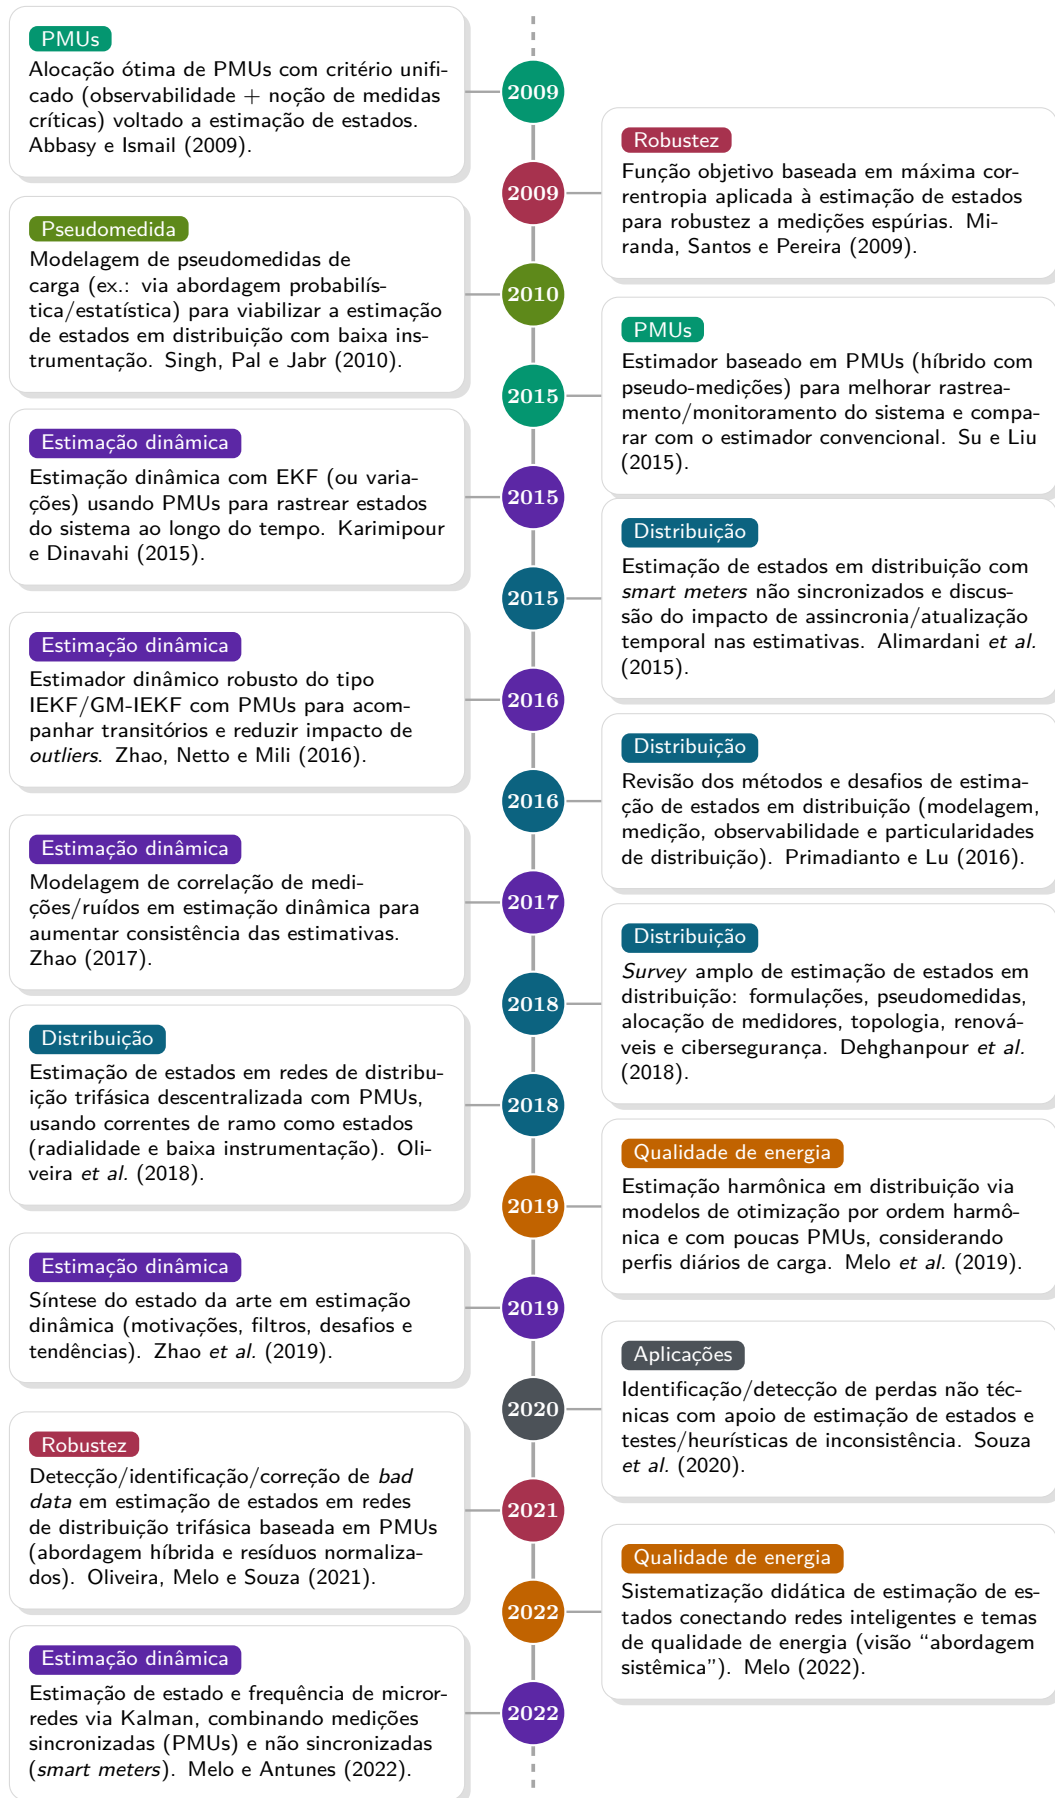 PMUs
Alocação ótima de PMUs com critério unifi-
cado (observabilidade + noção de medidas
críticas) voltado a estimação de estados.
Abbasy e Ismail (2009).
2009
Robustez
Função objetivo baseada em máxima cor-
rentropia aplicada à estimação de estados
para robustez a medições espúrias. Mi-
randa, Santos e Pereira (2009).
2009
Pseudomedida
Modelagem de pseudomedidas de
carga (ex.: via abordagem probabilís-
tica/estatística) para viabilizar a estimação
de estados em distribuição com baixa ins-
trumentação. Singh, Pal e Jabr (2010).
2010
PMUs
Estimador baseado em PMUs (híbrido com
pseudo-medições) para melhorar rastrea-
mento/monitoramento do sistema e compa-
rar com o estimador convencional. Su e Liu
(2015).
2015
Estimação dinâmica
Estimação dinâmica com EKF (ou varia-
ções) usando PMUs para rastrear estados
do sistema ao longo do tempo. Karimipour
e Dinavahi (2015).
2015
Distribuição
Estimação de estados em distribuição com
smart meters não sincronizados e discus-
são do impacto de assincronia/atualização
temporal nas estimativas. Alimardani et al.
(2015).
2015
Estimação dinâmica
Estimador dinâmico robusto do tipo
IEKF/GM-IEKF com PMUs para acom-
panhar transitórios e reduzir impacto de
outliers. Zhao, Netto e Mili (2016).
2016
Distribuição
Revisão dos métodos e desafios de estima-
ção de estados em distribuição (modelagem,
medição, observabilidade e particularidades
de distribuição). Primadianto e Lu (2016).
2016
Estimação dinâmica
Modelagem de correlação de medi-
ções/ruídos em estimação dinâmica para
aumentar consistência das estimativas.
Zhao (2017).
2017
Distribuição
Survey amplo de estimação de estados em
distribuição: formulações, pseudomedidas,
alocação de medidores, topologia, renová-
veis e cibersegurança. Dehghanpour et al.
(2018).
2018
Distribuição
Estimação de estados em redes de distribu-
ição trifásica descentralizada com PMUs,
usando correntes de ramo como estados
(radialidade e baixa instrumentação). Oli-
veira et al. (2018).
2018
Qualidade de energia
Estimação harmônica em distribuição via
modelos de otimização por ordem harmô-
nica e com poucas PMUs, considerando
perfis diários de carga. Melo et al. (2019).
2019
Estimação dinâmica
Síntese do estado da arte em estimação
dinâmica (motivações, filtros, desafios e
tendências). Zhao et al. (2019).
2019
Aplicações
Identificação/detecção de perdas não téc-
nicas com apoio de estimação de estados e
testes/heurísticas de inconsistência. Souza
et al. (2020).
2020
Robustez
Detecção/identificação/correção de bad
data em estimação de estados em redes
de distribuição trifásica baseada em PMUs
(abordagem híbrida e resíduos normaliza-
dos). Oliveira, Melo e Souza (2021).
2021
Qualidade de energia
Sistematização didática de estimação de es-
tados conectando redes inteligentes e temas
de qualidade de energia (visão “abordagem
sistêmica”). Melo (2022).
2022
Estimação dinâmica
Estimação de estado e frequência de micror-
redes via Kalman, combinando medições
sincronizadas (PMUs) e não sincronizadas
(smart meters). Melo e Antunes (2022).
2022